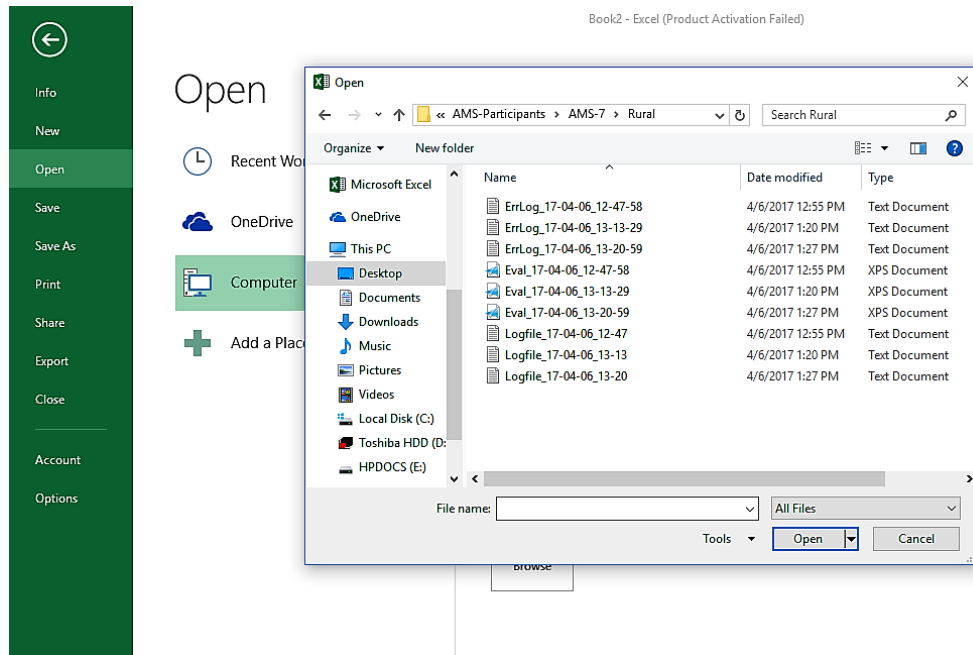 Book2 - Excel (Product Activation Failed)
Info
New
Open
Save
Save As
Print
Share
Export
Close
Account
Options
Open
Recent Wo
OneDrive
Computer
Add a Plac
Open
« AMS-Participants › AMS-7 › Rural
Search Rural
Organize
New folder
Microsoft Excel
OneDrive
This PC
Desktop
Documents
Downloads
Music
Pictures
Videos
Local Disk (C:)
Toshiba HDD (D:
HPDOCS (E:)
Name Date modified Type
ErrLog_17-04-06_12-47-58 4/6/2017 12:55 PM Text Document
ErrLog_17-04-06_13-13-29 4/6/2017 1:20 PM Text Document
ErrLog_17-04-06_13-20-59 4/6/2017 1:27 PM Text Document
Eval_17-04-06_12-47-58 4/6/2017 12:55 PM XPS Document
Eval_17-04-06_13-13-29 4/6/2017 1:20 PM XPS Document
Eval_17-04-06_13-20-59 4/6/2017 1:27 PM XPS Document
Logfile_17-04-06_12-47 4/6/2017 12:55 PM Text Document
Logfile_17-04-06_13-13 4/6/2017 1:20 PM Text Document
Logfile_17-04-06_13-20 4/6/2017 1:27 PM Text Document
File name:
All Files
Tools
Open
Cancel
Browse